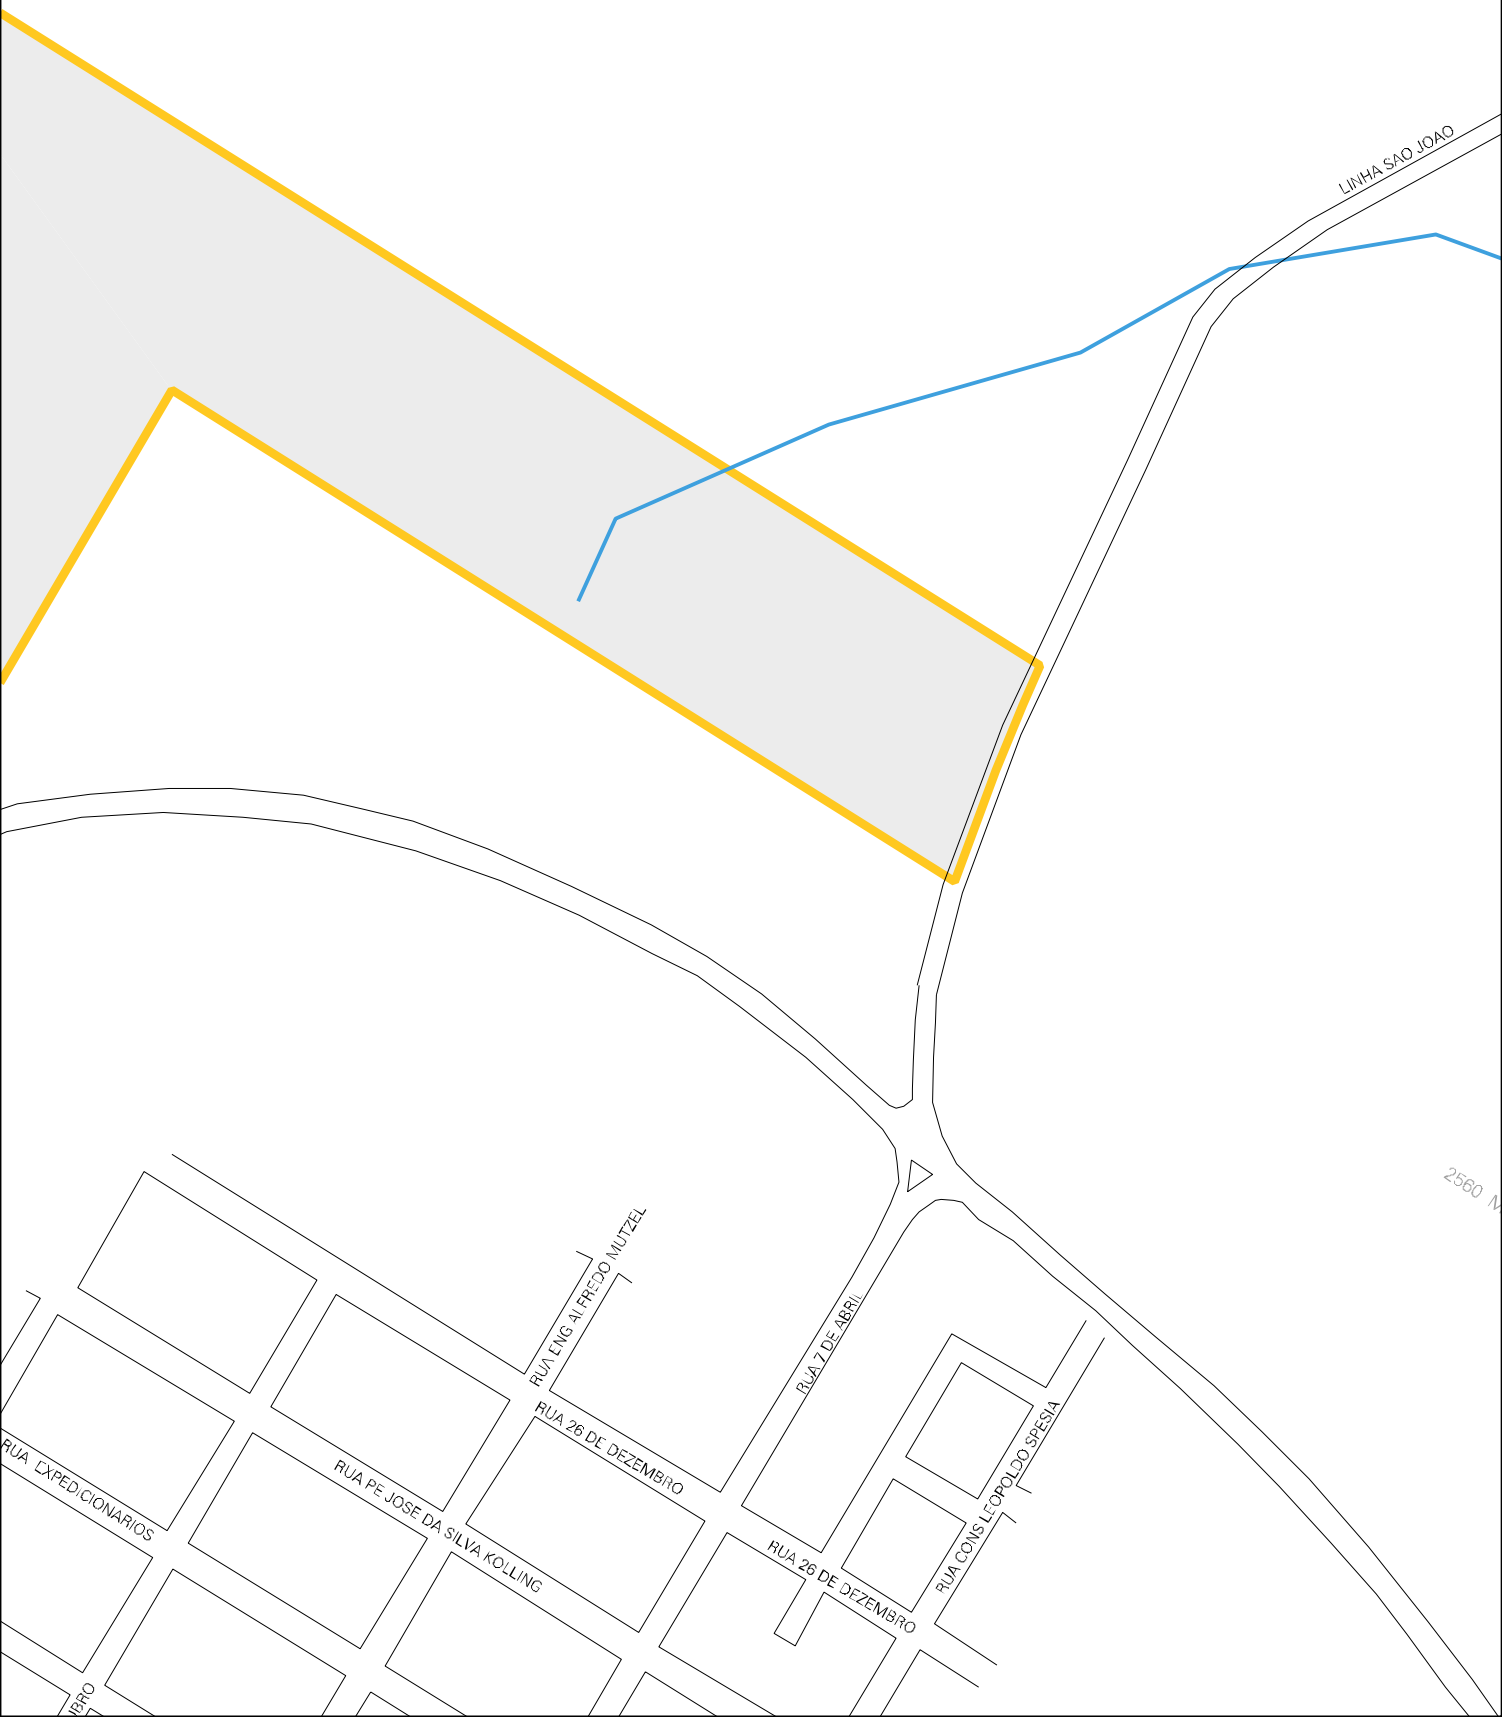 LINHA SAO JOAO
2560
RUA ENG ALFREDO MUTZEL
RUA 7 DE ABRIL
RUA 26 DE DEZEMBRO
RUA CONS LEOPOLDO SPESIA
RUA EXPEDICIONARIOS
RUA PE JOSE DA SILVA KOLLING
RUA 26 DE DEZEMBRO